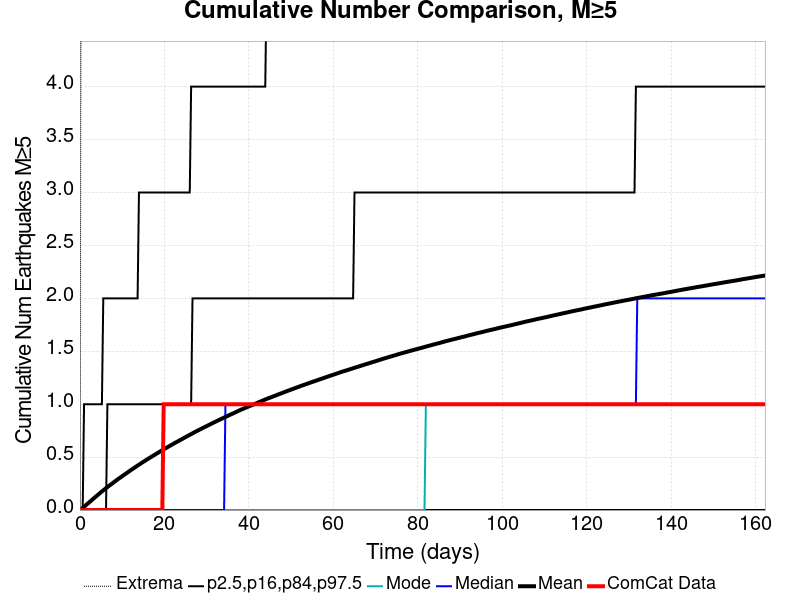 Cumulative Number Comparison, M≥5
Cumulative Num Earthquakes M≥5
4.0
3.5
3.0
2.5
2.0
1.5
1.0
0.5
0.0
0 20 40 60 80 100 120 140 160
Time (days)
Extrema p2.5,p16,p84,p97.5 Mode Median Mean ComCat Data